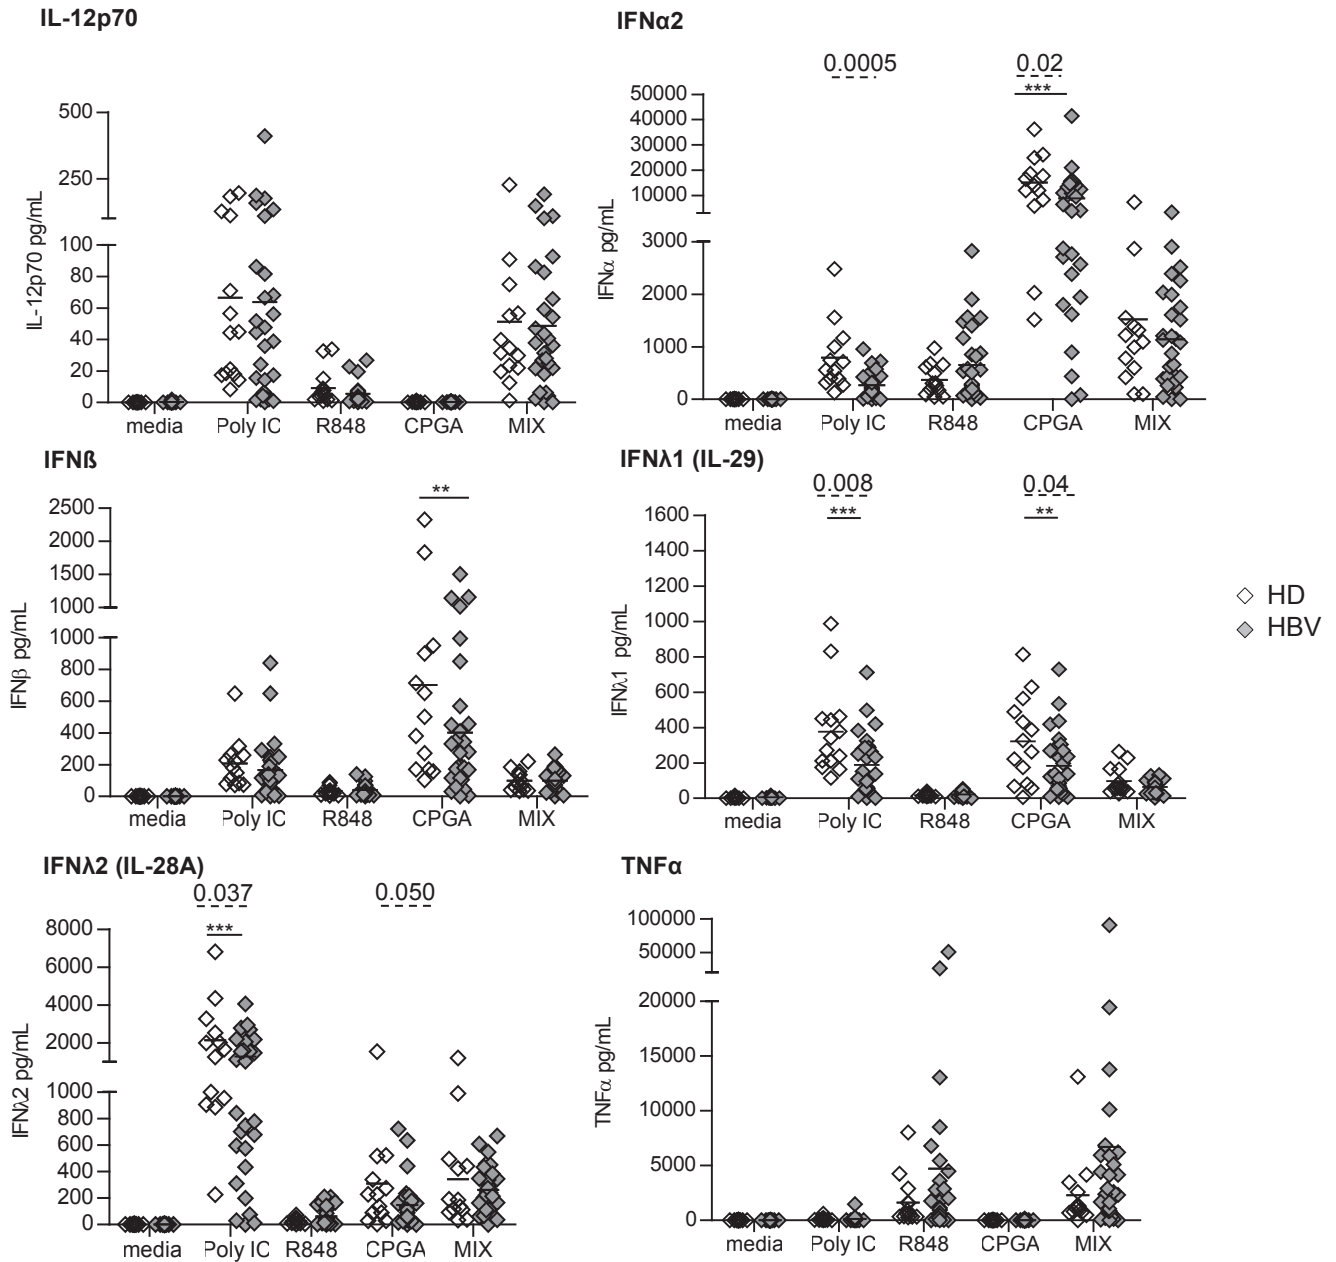 IL-12p70
IL-12p70 pg/mL
500
250
100
80
60
40
20
0
media
Poly IC
R848
CPGA
MIX
IFNα2
0.0005
0.02
***
IFNα pg/mL
50000
40000
30000
20000
10000
3000
2000
1000
0
media
Poly IC
R848
CPGA
MIX
IFNß
**
IFNβ pg/mL
2500
2000
1500
1000
1000
800
600
400
200
0
media
Poly IC
R848
CPGA
MIX
IFNλ1 (IL-29)
0.008
0.04
***
**
IFNλ1 pg/mL
1600
1400
1200
1000
800
600
400
200
0
media
Poly IC
R848
CPGA
MIX
HD
HBV
IFNλ2 (IL-28A)
0.037
0.050
***
IFNλ2 pg/mL
8000
6000
4000
2000
1000
800
600
400
200
0
media
Poly IC
R848
CPGA
MIX
TNFα
TNFα pg/mL
100000
50000
20000
15000
10000
5000
0
media
Poly IC
R848
CPGA
MIX